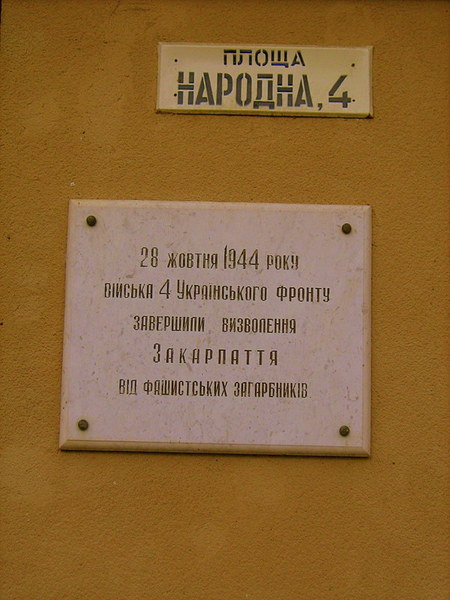 ПЛОЩА
НАРОДНА, 4
28 ЖОВТНЯ 1944 РОКУ
ВІЙСЬКА 4 УКРАЇНСЬКОГО ФРОНТУ
ЗАВЕРШИЛИ ВИЗВОЛЕННЯ
ЗАКАРПАТТЯ
ВІД ФАШИСТСЬКИХ ЗАГАРБНИКІВ